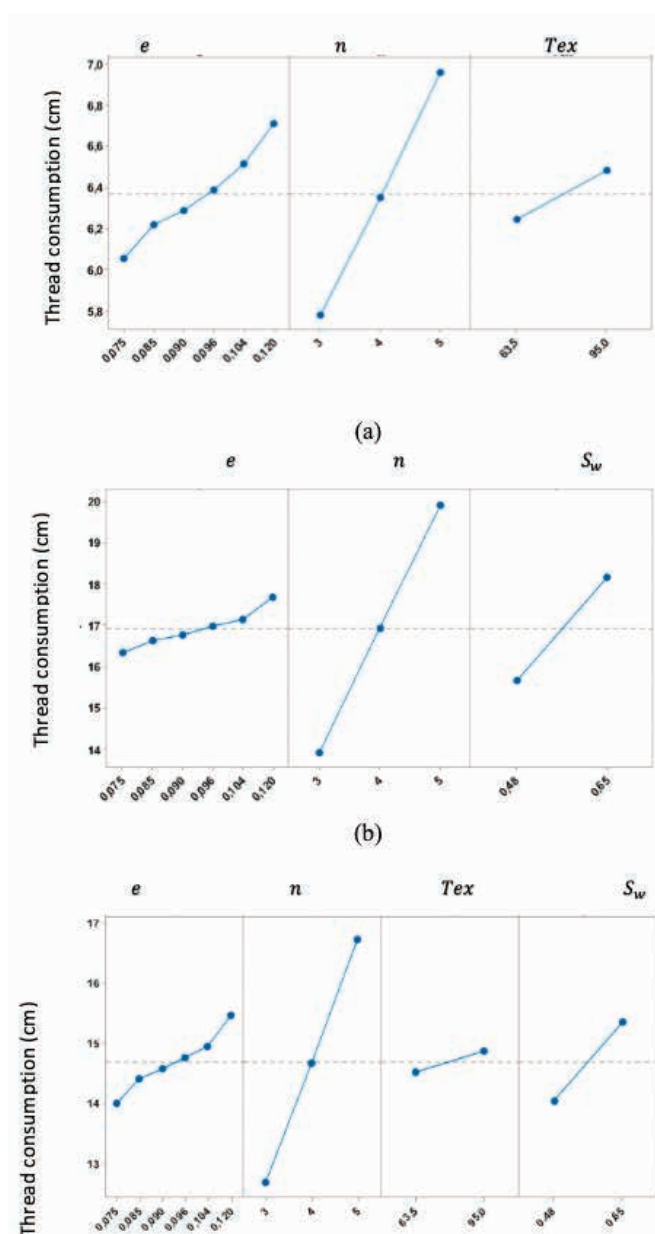 e n Tex
Thread consumption (cm)
7,0
6,8
6,6
6,4
6,2
6,0
5,8
0,075 0,085 0,090 0,096 0,104 0,120 3 4 5 63,5 95,0
(a)
e n S_w
Thread consumption (cm)
20
19
18
17
16
15
14
0,075 0,085 0,090 0,096 0,104 0,120 3 4 5 0,48 0,65
(b)
e n Tex S_w
Thread consumption (cm)
17
16
15
14
13
0,075 0,085 0,090 0,096 0,104 0,120 3 4 5 63,5 95,0 0,48 0,65